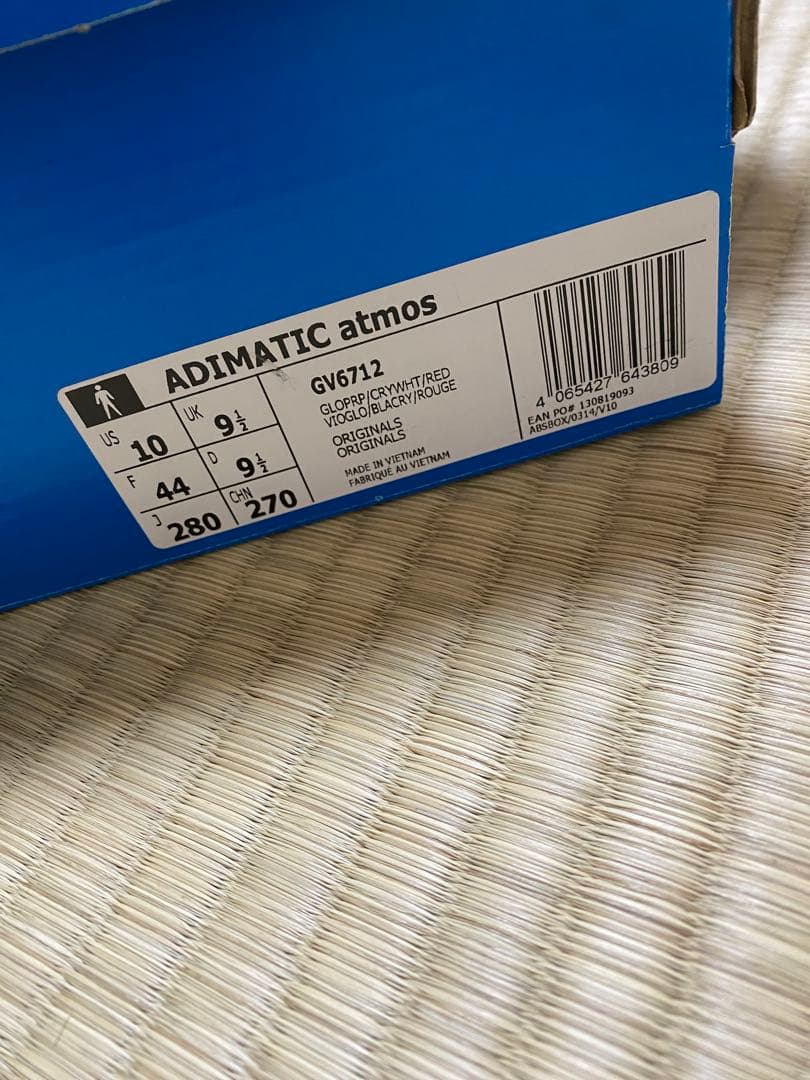 ADIMATIC atmos
US 10 UK 9 1/2
F 44 D 9 1/2
J 280 CHN 270
GV6712
GLOPRP/CRYWHT/RED
VIOGLO/BLACRY/ROUGE
ORIGINALS
ORIGINALS
MADE IN VIETNAM
FABRIQUÉ AU VIETNAM
4 065427 643809
EAN PO# 130819093
ABSBOX/0314/V10